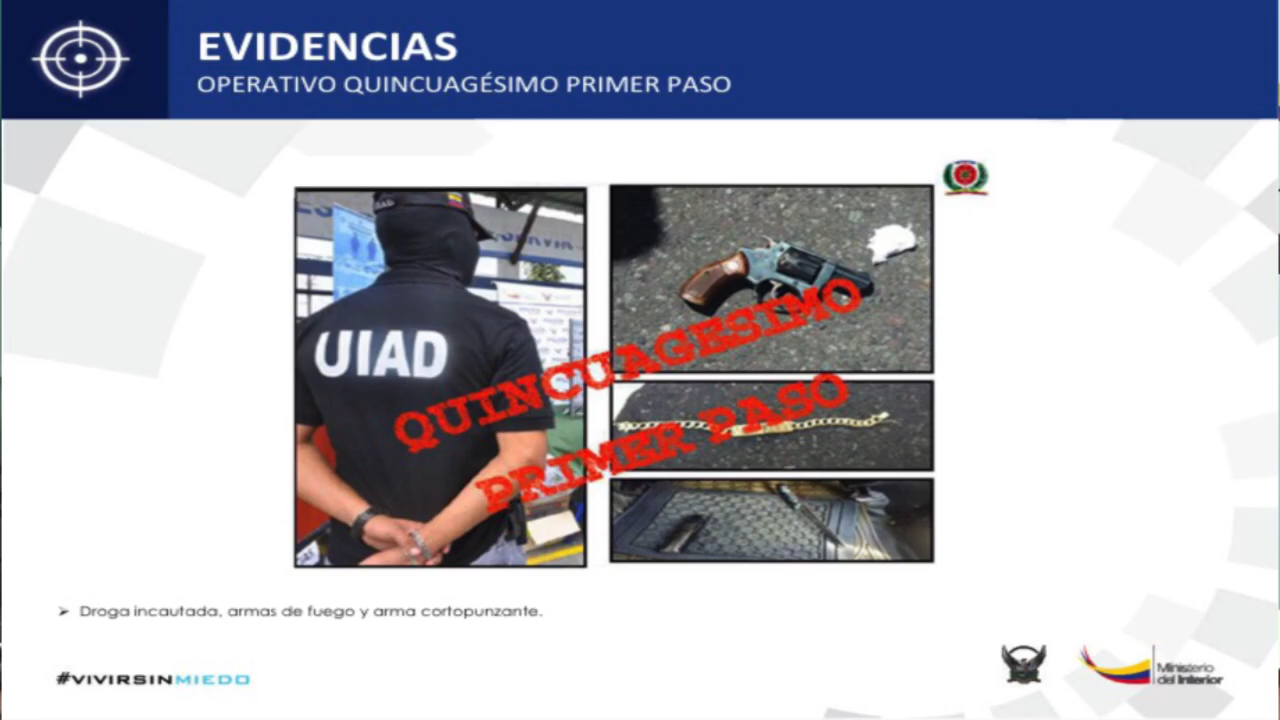 EVIDENCIAS
OPERATIVO QUINCUAGÉSIMO PRIMER PASO
UIAD
QUINCUAGESIMO
PRIMER PASO
➢ Droga incautada, armas de fuego y arma cortopunzante.
#VIVIRSINMIEDO
Ministerio
del Interior